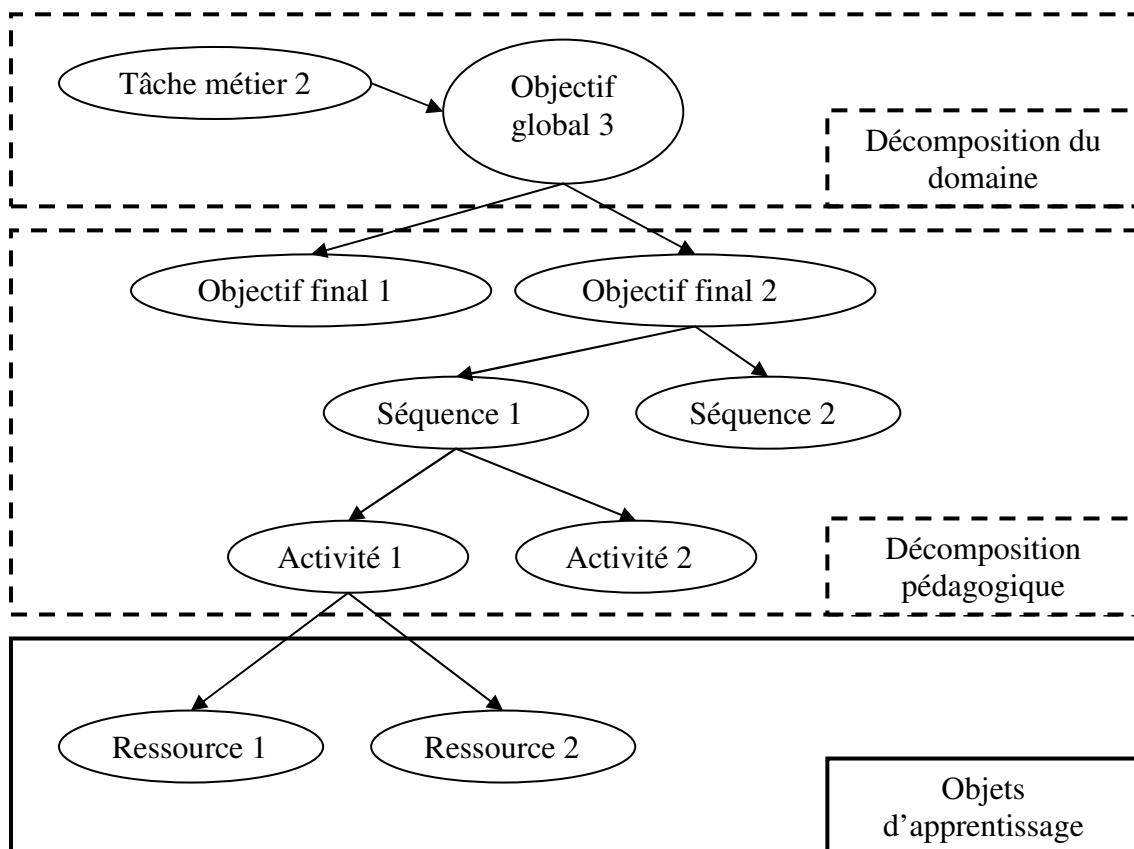 Tâche métier 2
Objectif
global 3
Décomposition du
domaine
Objectif final 1
Objectif final 2
Séquence 1
Séquence 2
Activité 1
Activité 2
Décomposition
pédagogique
Ressource 1
Ressource 2
Objets
d’apprentissage